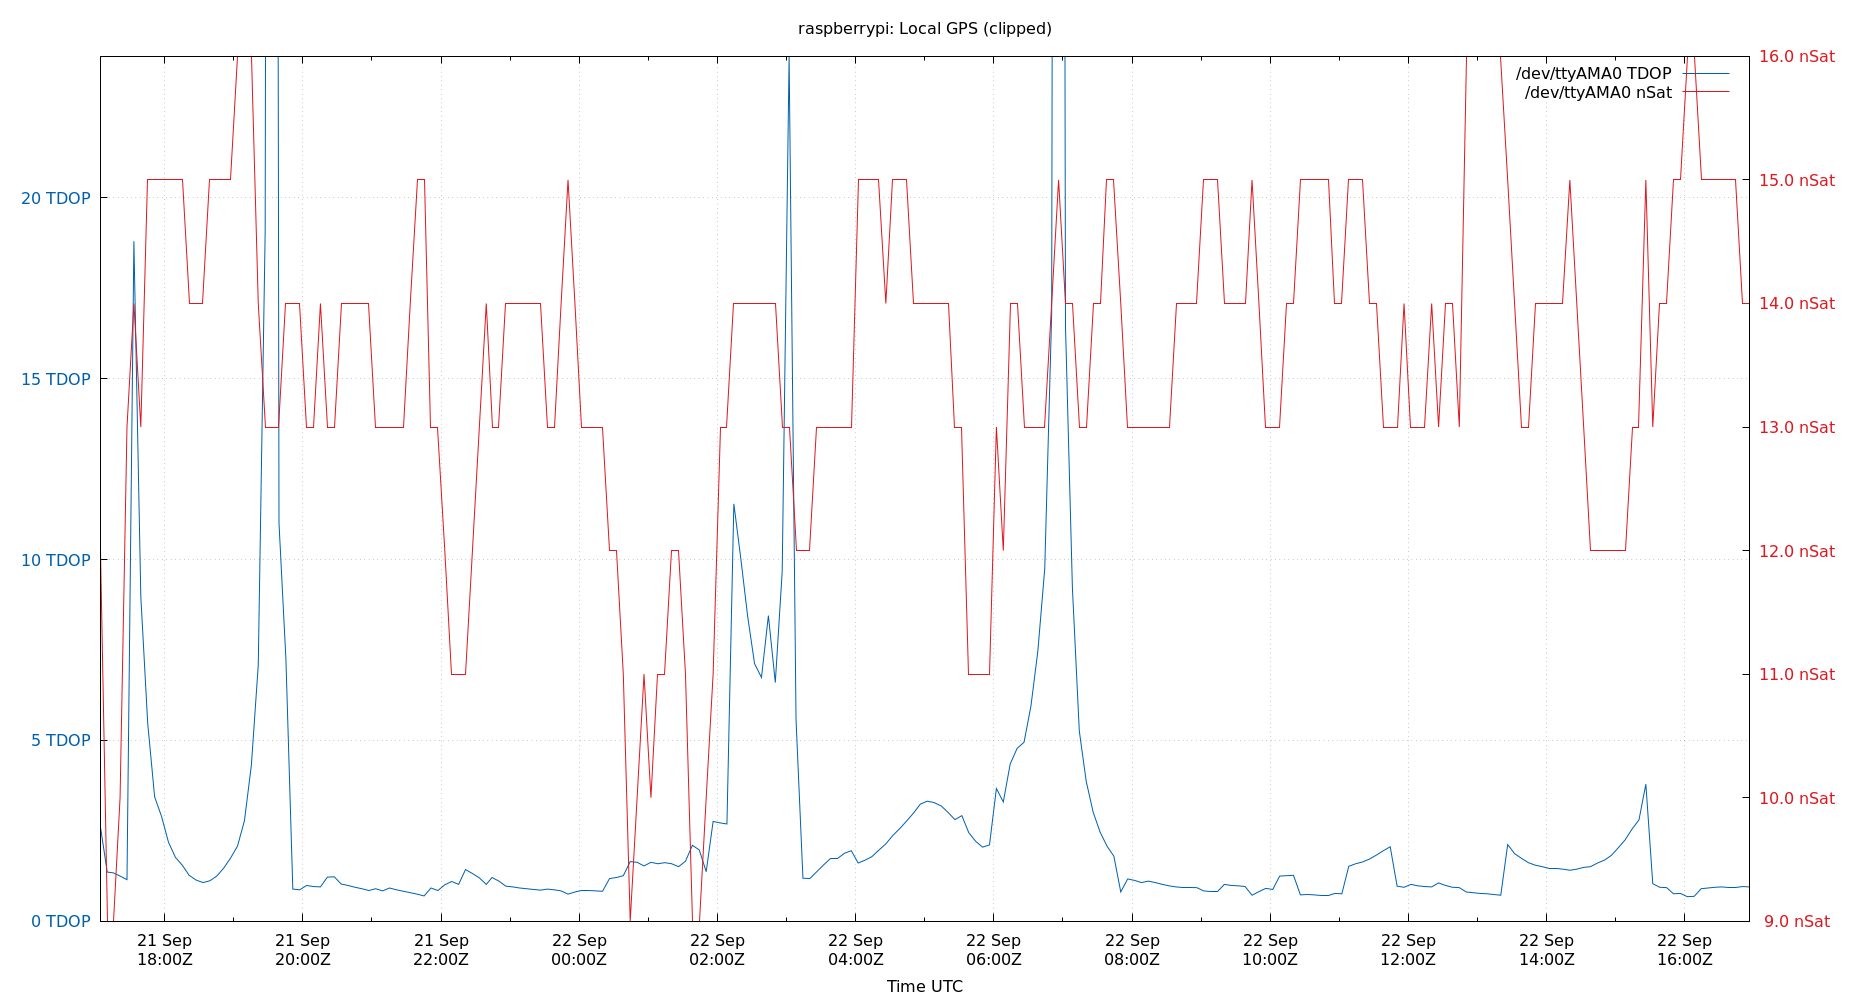 raspberrypi: Local GPS (clipped)
/dev/ttyAMA0 TDOP
/dev/ttyAMA0 nSat
20 TDOP
15 TDOP
10 TDOP
5 TDOP
0 TDOP
16.0 nSat
15.0 nSat
14.0 nSat
13.0 nSat
12.0 nSat
11.0 nSat
10.0 nSat
9.0 nSat
21 Sep 21 Sep 21 Sep 22 Sep 22 Sep 22 Sep 22 Sep 22 Sep 22 Sep 22 Sep 22 Sep 22 Sep
18:00Z 20:00Z 22:00Z 00:00Z 02:00Z 04:00Z 06:00Z 08:00Z 10:00Z 12:00Z 14:00Z 16:00Z
Time UTC